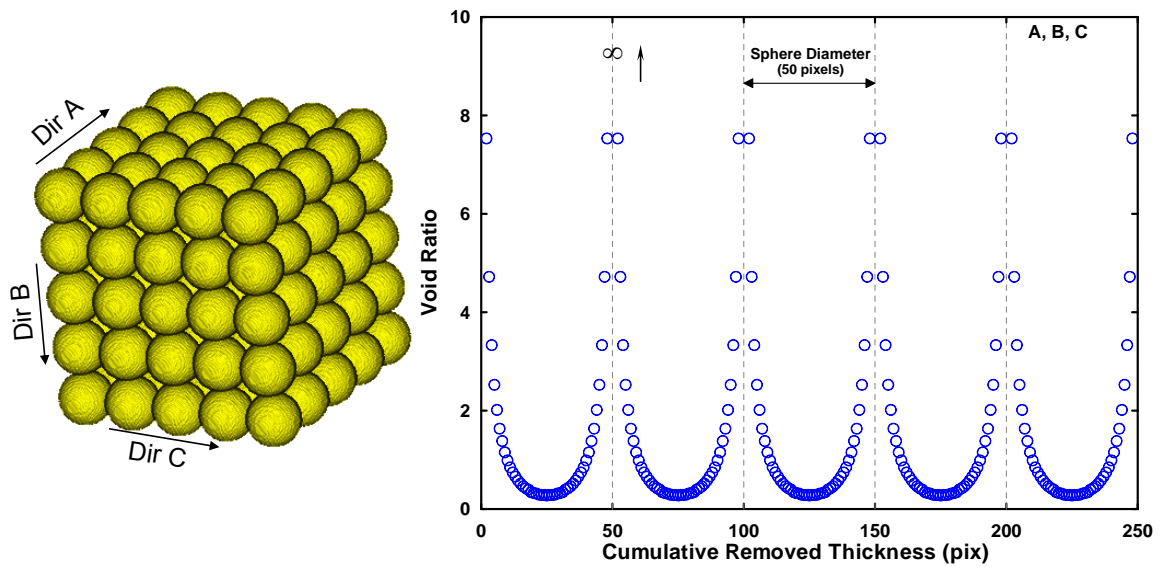 Dir A
Dir B
Dir C
Void Ratio
10
8
6
4
2
0
∞
Sphere Diameter
(50 pixels)
A, B, C
0 50 100 150 200 250
Cumulative Removed Thickness (pix)